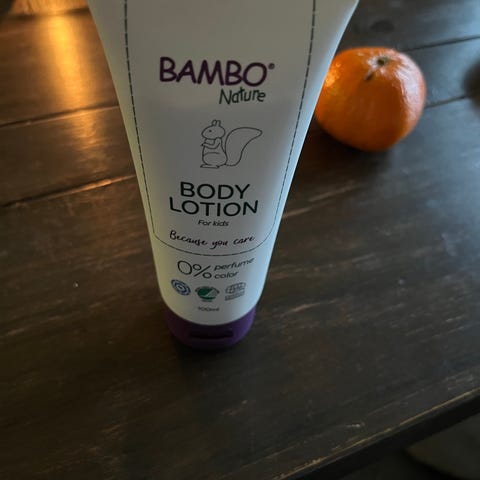 BAMBO®
Nature
BODY
LOTION
For kids
Because you care
0% perfume
color
100ml